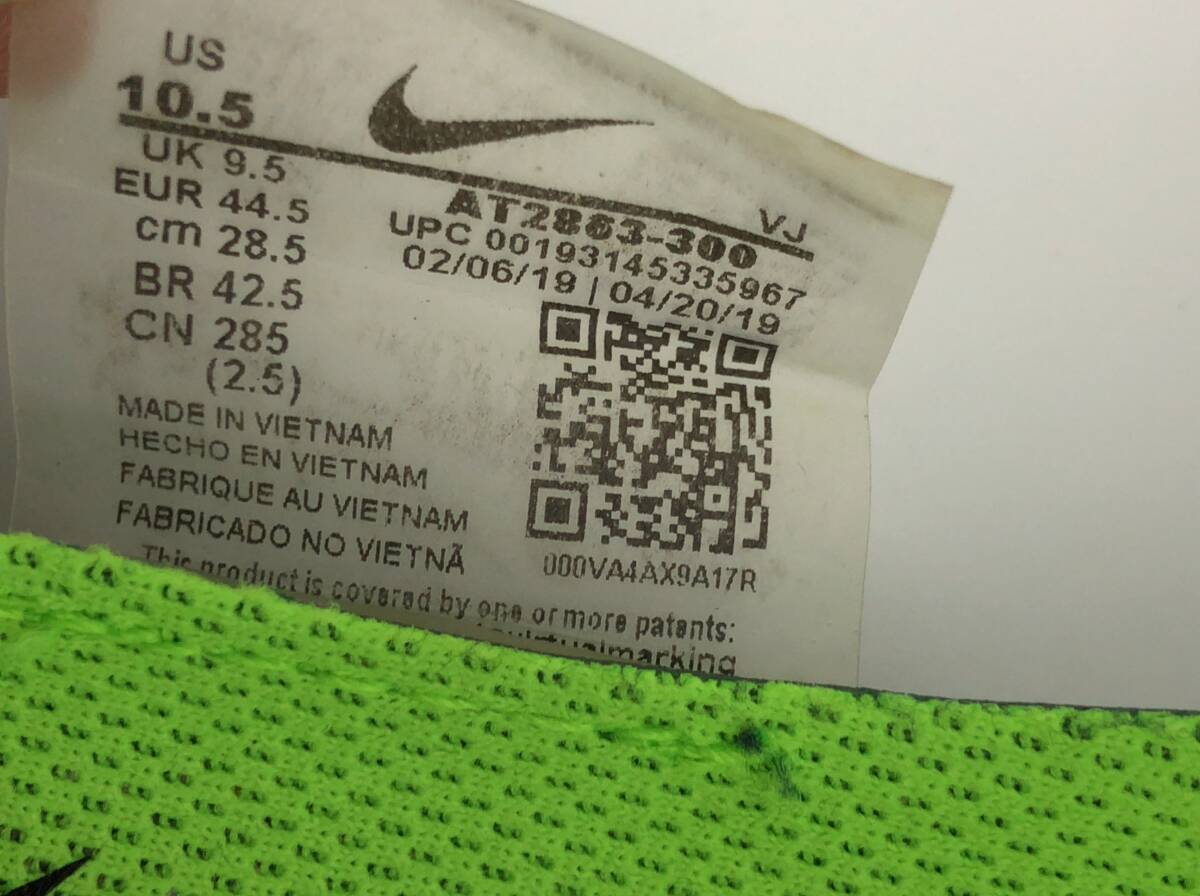 US
10.5
UK 9.5
EUR 44.5
cm 28.5
BR 42.5
CN 285
(2.5)
VJ
AT2863-300
UPC 00193145335967
02/06/19 | 04/20/19
MADE IN VIETNAM
HECHO EN VIETNAM
FABRIQUE AU VIETNAM
FABRICADO NO VIETNÃ
000VA4AX9A17R
This product is covered by one or more patents: